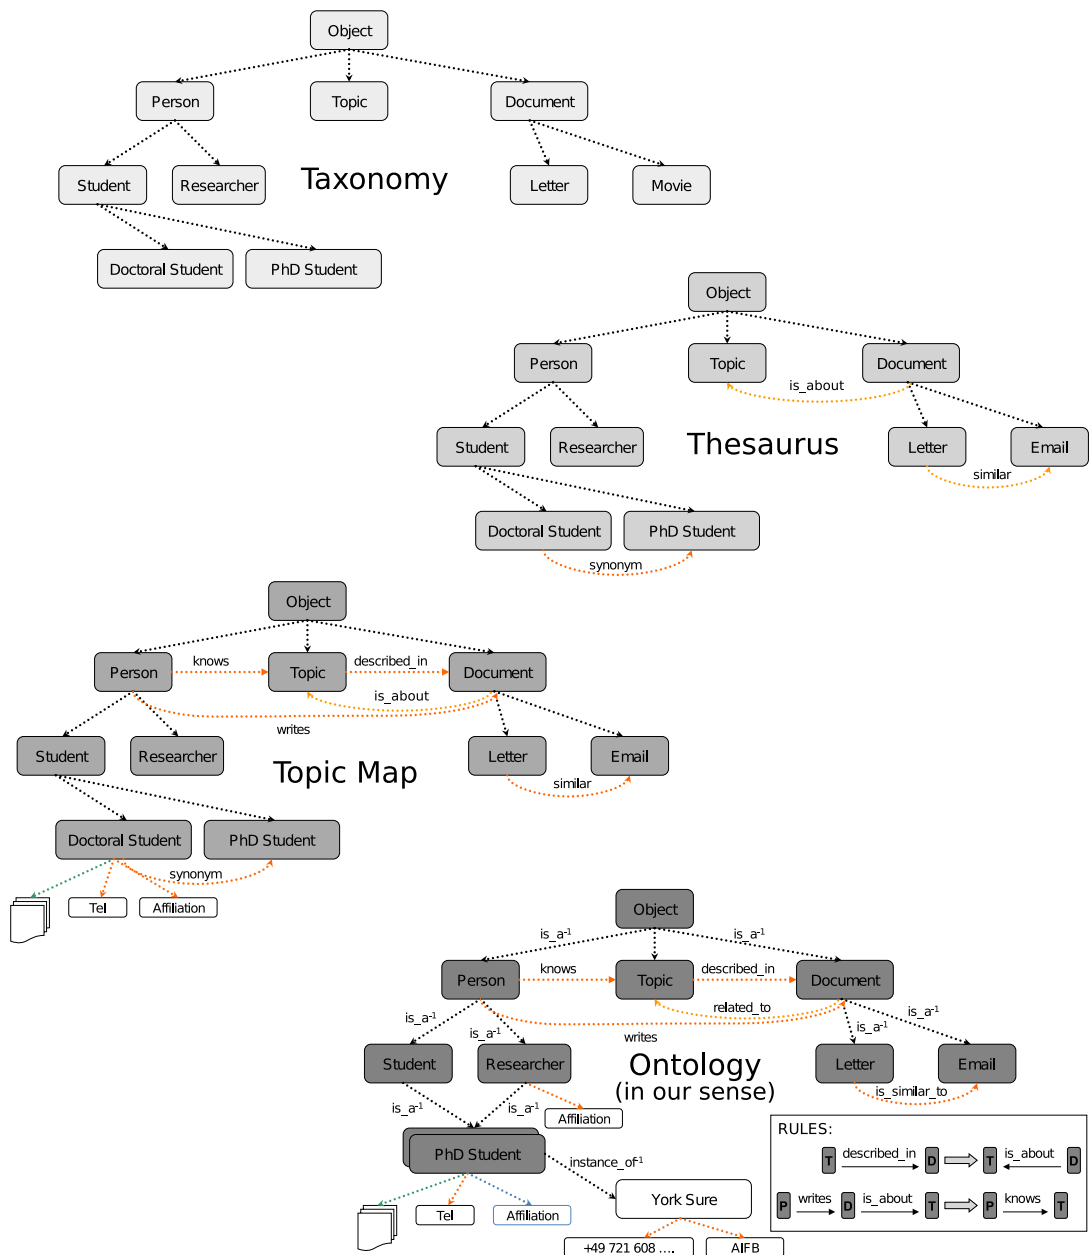 Object
Person Topic Document
Student Researcher Taxonomy Letter Movie
Doctoral Student PhD Student
Object
Person Topic Document
is_about
Student Researcher Thesaurus Letter Email
similar
Doctoral Student PhD Student
synonym
Object
Person knows Topic described_in Document
is_about
writes
Student Researcher Topic Map Letter Email
similar
Doctoral Student PhD Student
synonym
Tel Affiliation
Object
is_a-1 is_a-1
Person knows Topic described_in Document
related_to
is_a-1 is_a-1 writes is_a-1 is_a-1
Student Researcher Ontology Letter Email
(in our sense) is_similar_to
is_a-1 is_a-1 Affiliation
RULES:
PhD Student instance_of-1
T described_in D T is_about D
York Sure
P writes D is_about T P knows T
Tel Affiliation
+49 721 608 .... AIFB